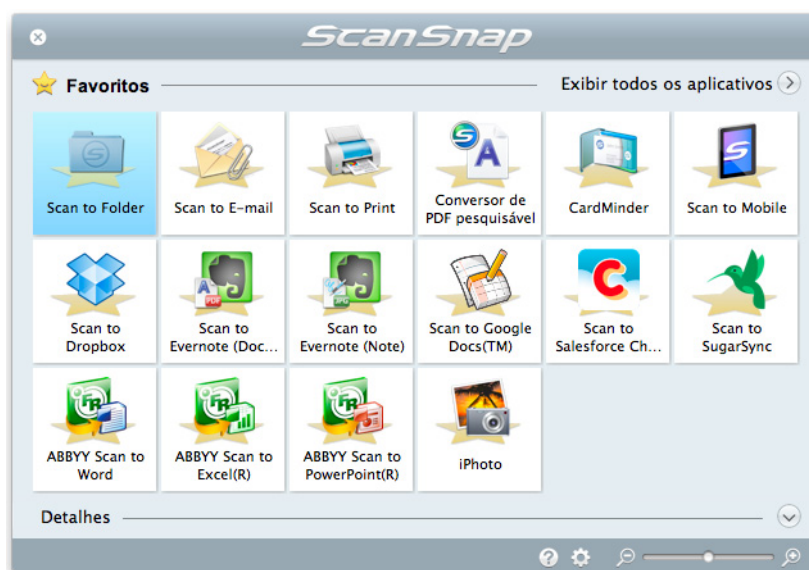 ScanSnap
Favoritos
Exibir todos os aplicativos
Scan to Folder
Scan to E-mail
Scan to Print
Conversor de
PDF pesquisável
CardMinder
Scan to Mobile
Scan to
Dropbox
Scan to
Evernote (Doc...
Scan to
Evernote (Note)
Scan to Google
Docs(TM)
Scan to
Salesforce Ch...
Scan to
SugarSync
ABBYY Scan to
Word
ABBYY Scan to
Excel(R)
ABBYY Scan to
PowerPoint(R)
iPhoto
Detalhes